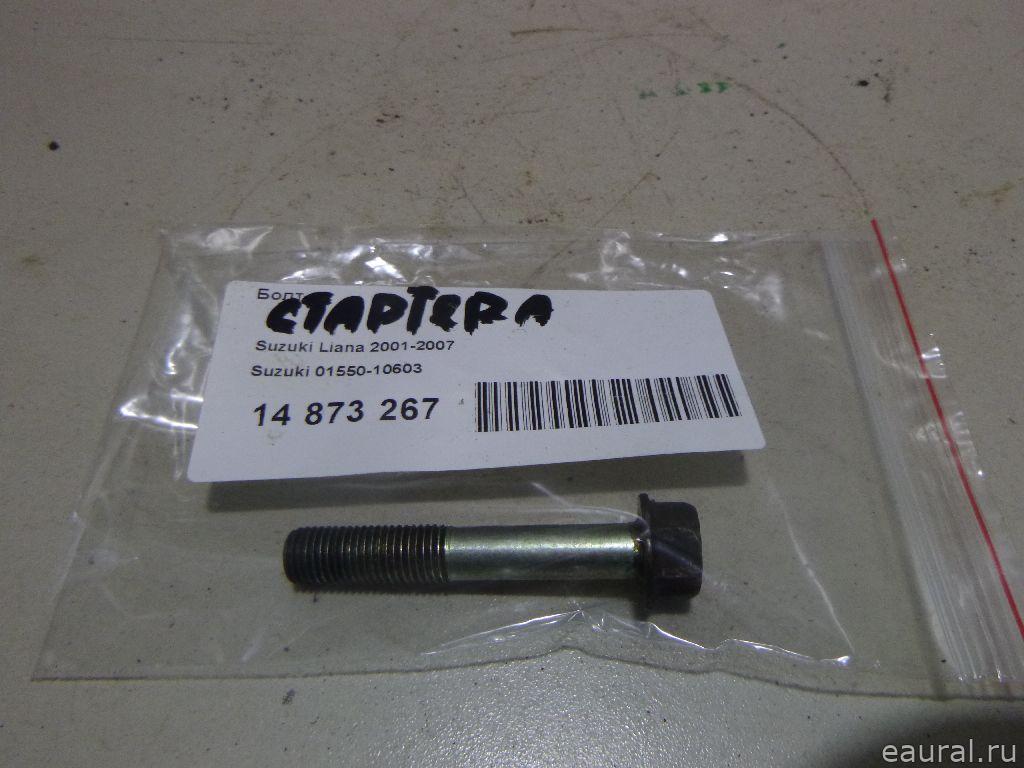 Болт
СТАРТЕРА
Suzuki Liana 2001-2007
Suzuki 01550-10603
14 873 267
eaural.ru